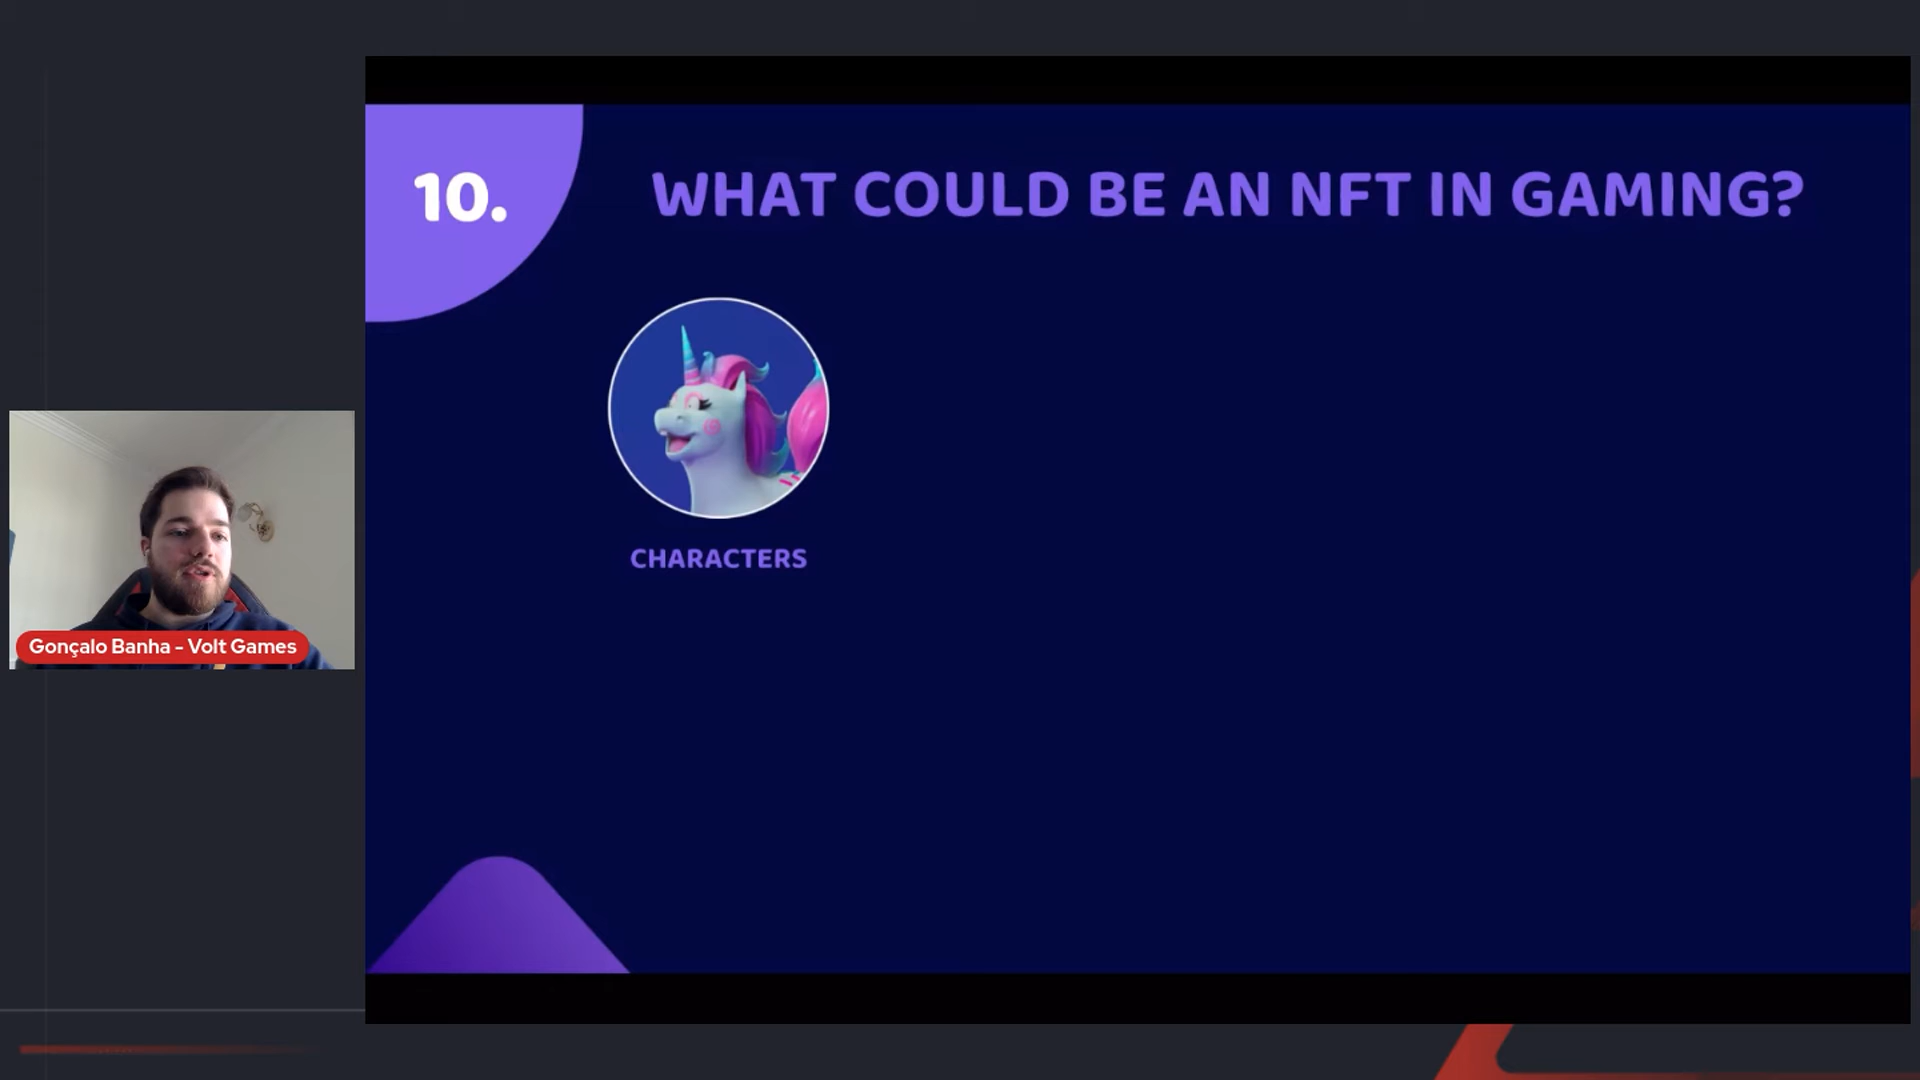 10.
WHAT COULD BE AN NFT IN GAMING?
CHARACTERS
Gonçalo Banha - Volt Games